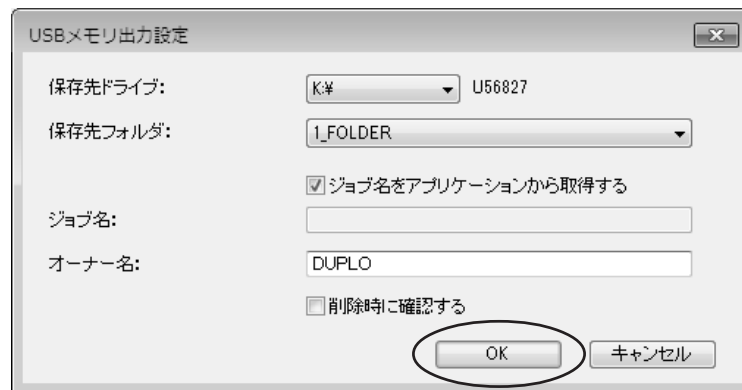 USBメモリ出力設定
保存先ドライブ: K:¥ U56827
保存先フォルダ: 1_FOLDER
ジョブ名をアプリケーションから取得する
ジョブ名:
オーナー名: DUPLO
削除時に確認する
OK キャンセル